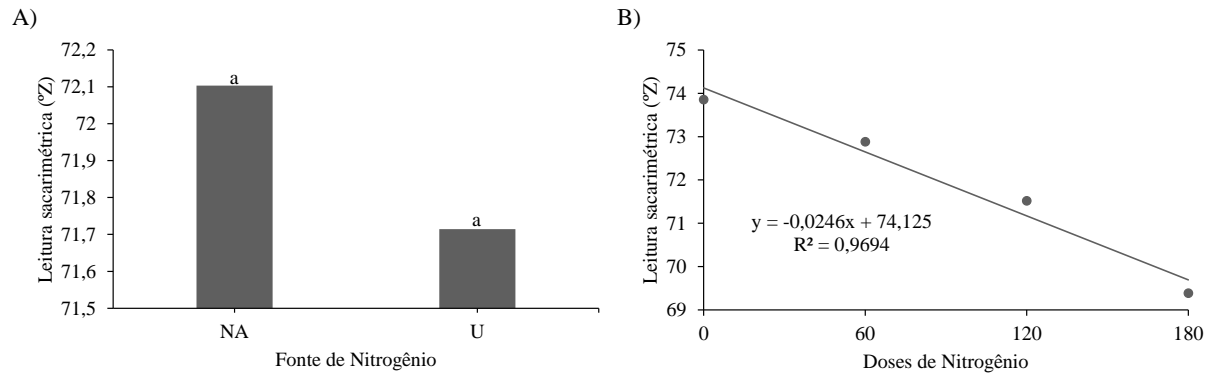 A)
Leitura sacarimétrica (ºZ)
72,2
72,1
72
71,9
71,8
71,7
71,6
71,5
a
a
NA
U
Fonte de Nitrogênio
B)
Leitura sacarimétrica (ºZ)
75
74
73
72
71
70
69
y = -0,0246x + 74,125
R² = 0,9694
0
60
120
180
Doses de Nitrogênio